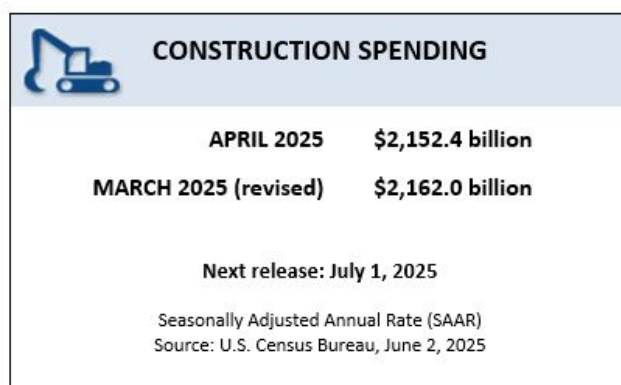 CONSTRUCTION SPENDING
APRIL 2025 $2,152.4 billion
MARCH 2025 (revised) $2,162.0 billion
Next release: July 1, 2025
Seasonally Adjusted Annual Rate (SAAR)
Source: U.S. Census Bureau, June 2, 2025